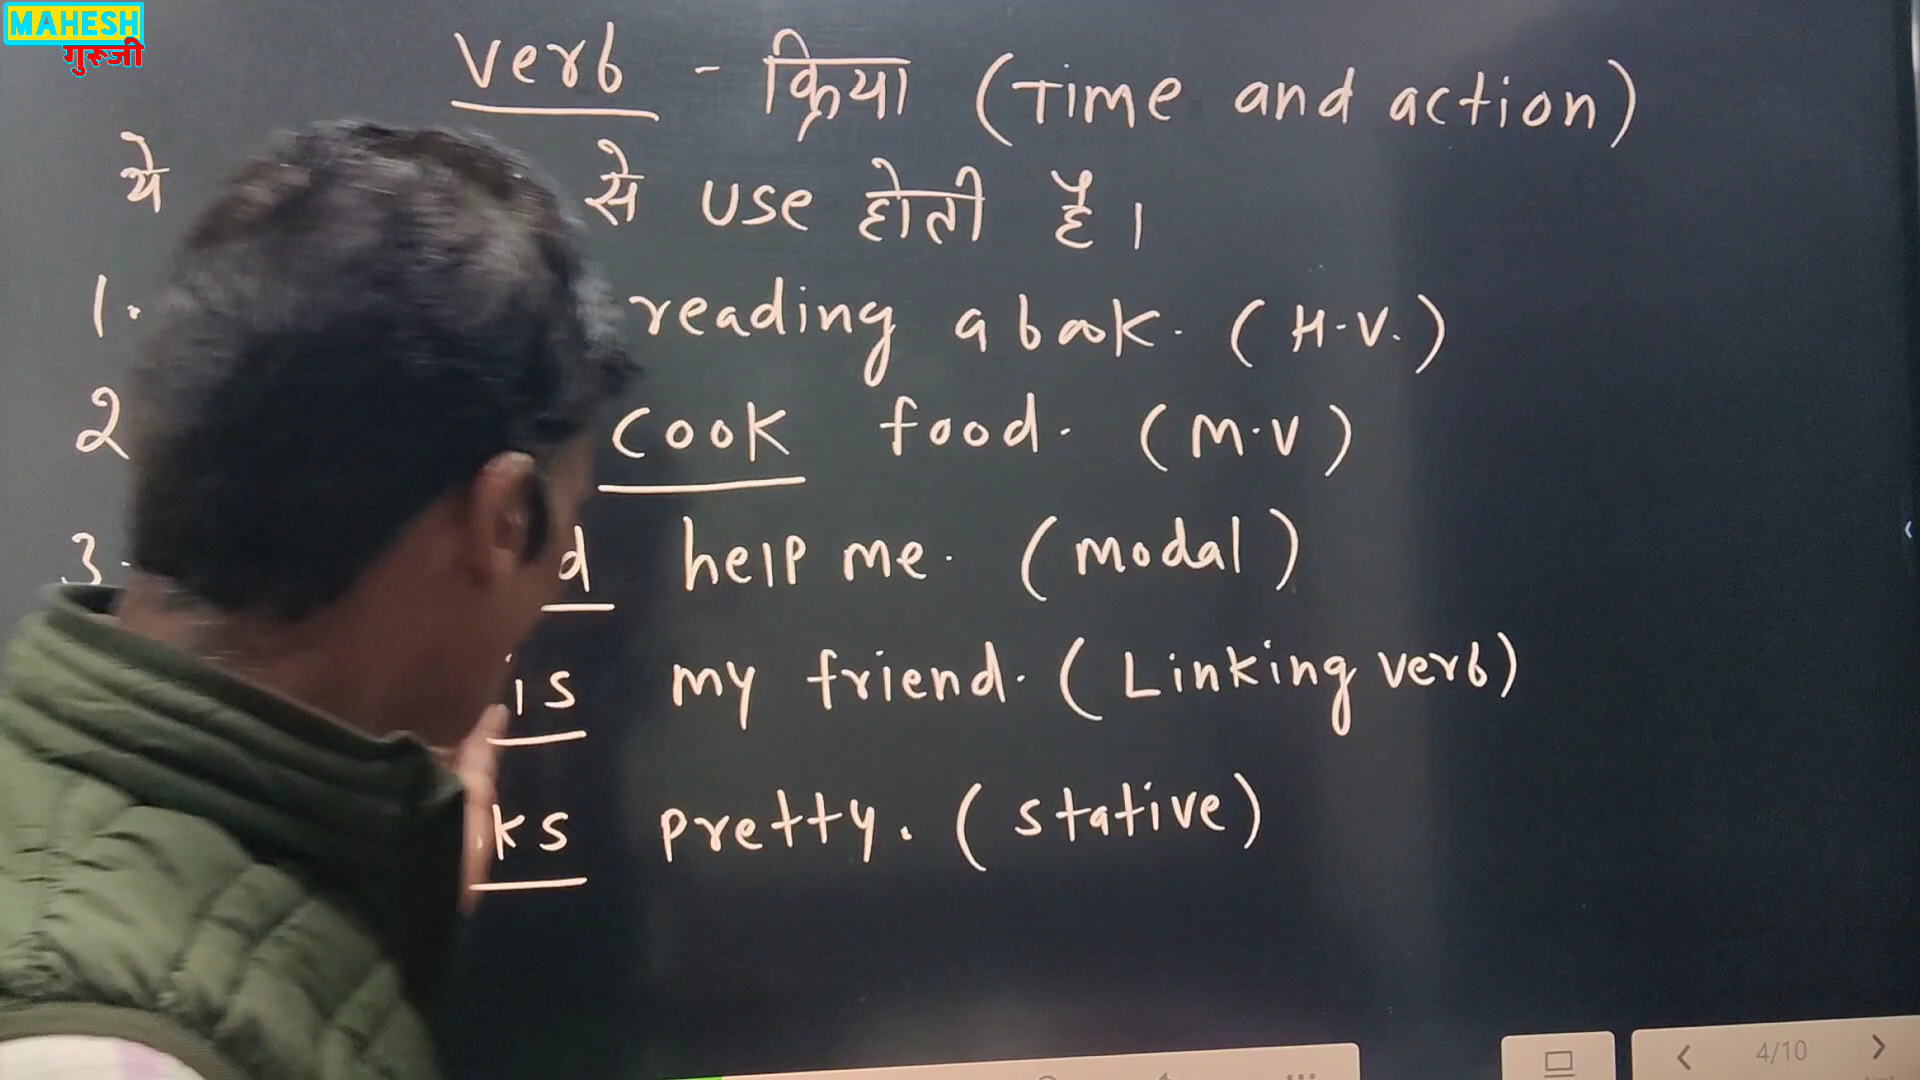 MAHESH
गुरूजी
verb - क्रिया (Time and action)
ये से use होती है।
1. reading a book. (H.V.)
2 cook food. (M.V)
3. help me. (modal)
is my friend. (Linking verb)
pretty. (stative)
4/10